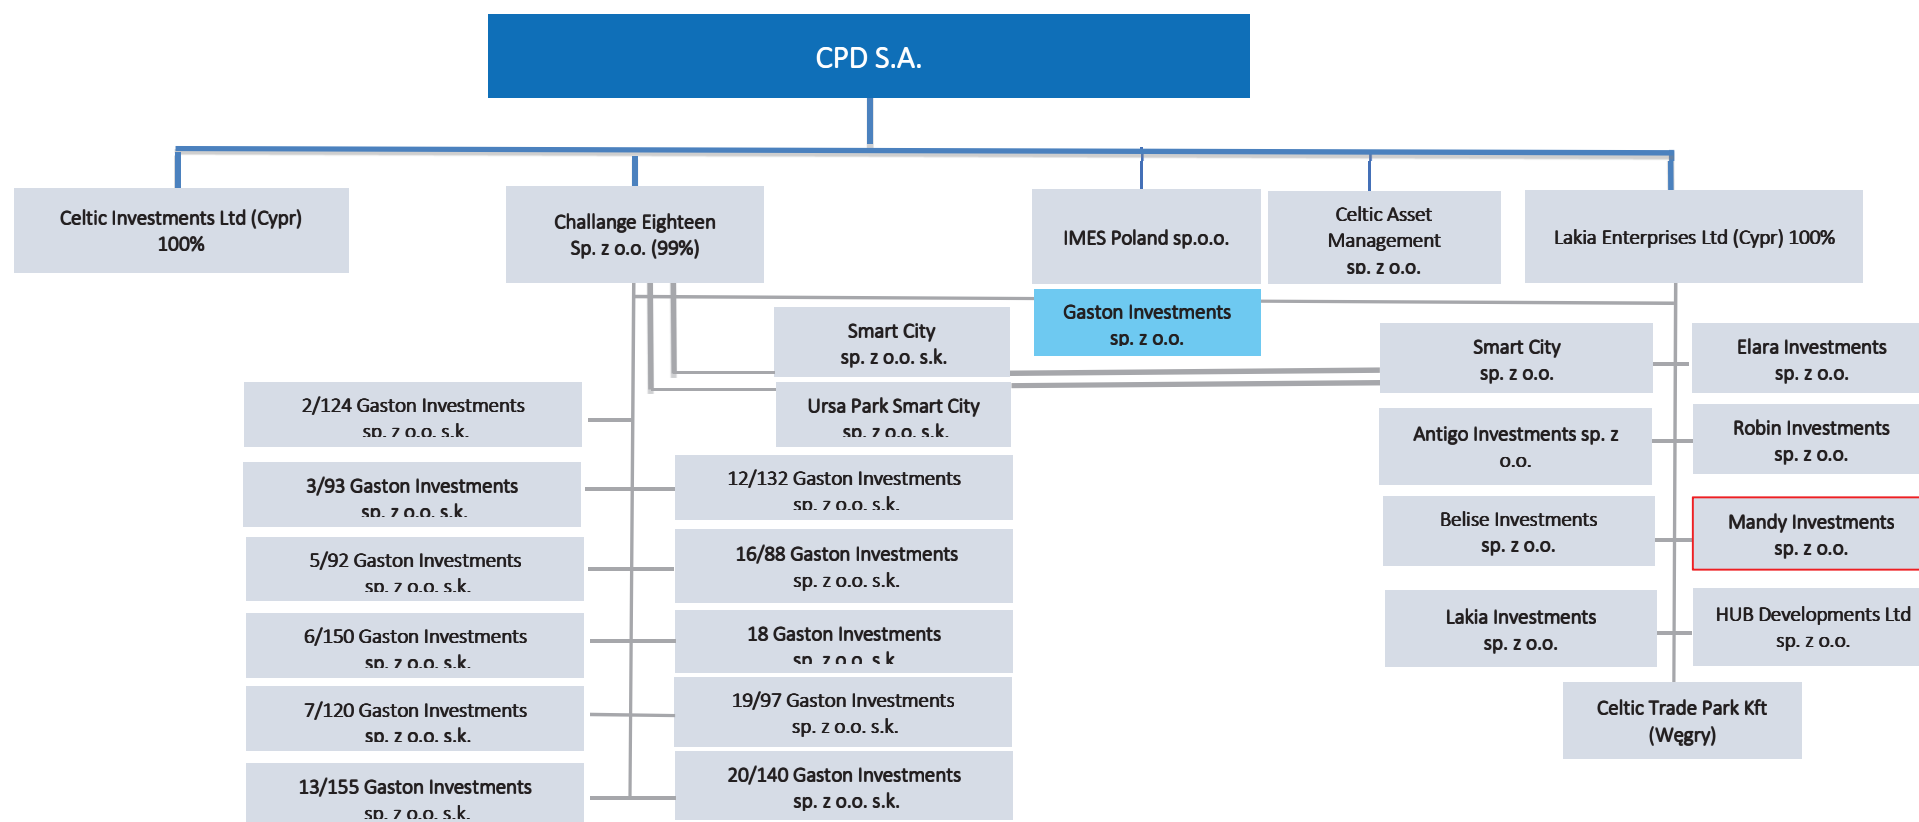 CPD S.A.
Celtic Investments Ltd (Cypr)
100%
Challange Eighteen
Sp. z o.o. (99%)
IMES Poland sp.o.o.
Celtic Asset
Management
sp. z o.o.
Lakia Enterprises Ltd (Cypr) 100%
Gaston Investments
sp. z o.o.
Smart City
sp. z o.o. s.k.
Ursa Park Smart City
sp. z o.o. s.k.
2/124 Gaston Investments
sp. z o.o. s.k.
3/93 Gaston Investments
sp. z o.o. s.k.
5/92 Gaston Investments
sp. z o.o. s.k.
6/150 Gaston Investments
sp. z o.o. s.k.
7/120 Gaston Investments
sp. z o.o. s.k.
13/155 Gaston Investments
sp. z o.o. s.k.
12/132 Gaston Investments
sp. z o.o. s.k.
16/88 Gaston Investments
sp. z o.o. s.k.
18 Gaston Investments
sp. z o.o. s.k
19/97 Gaston Investments
sp. z o.o. s.k.
20/140 Gaston Investments
sp. z o.o. s.k.
Smart City
sp. z o.o.
Elara Investments
sp. z o.o.
Antigo Investments sp. z
o.o.
Robin Investments
sp. z o.o.
Belise Investments
sp. z o.o.
Mandy Investments
sp. z o.o.
Lakia Investments
sp. z o.o.
HUB Developments Ltd
sp. z o.o.
Celtic Trade Park Kft
(Węgry)